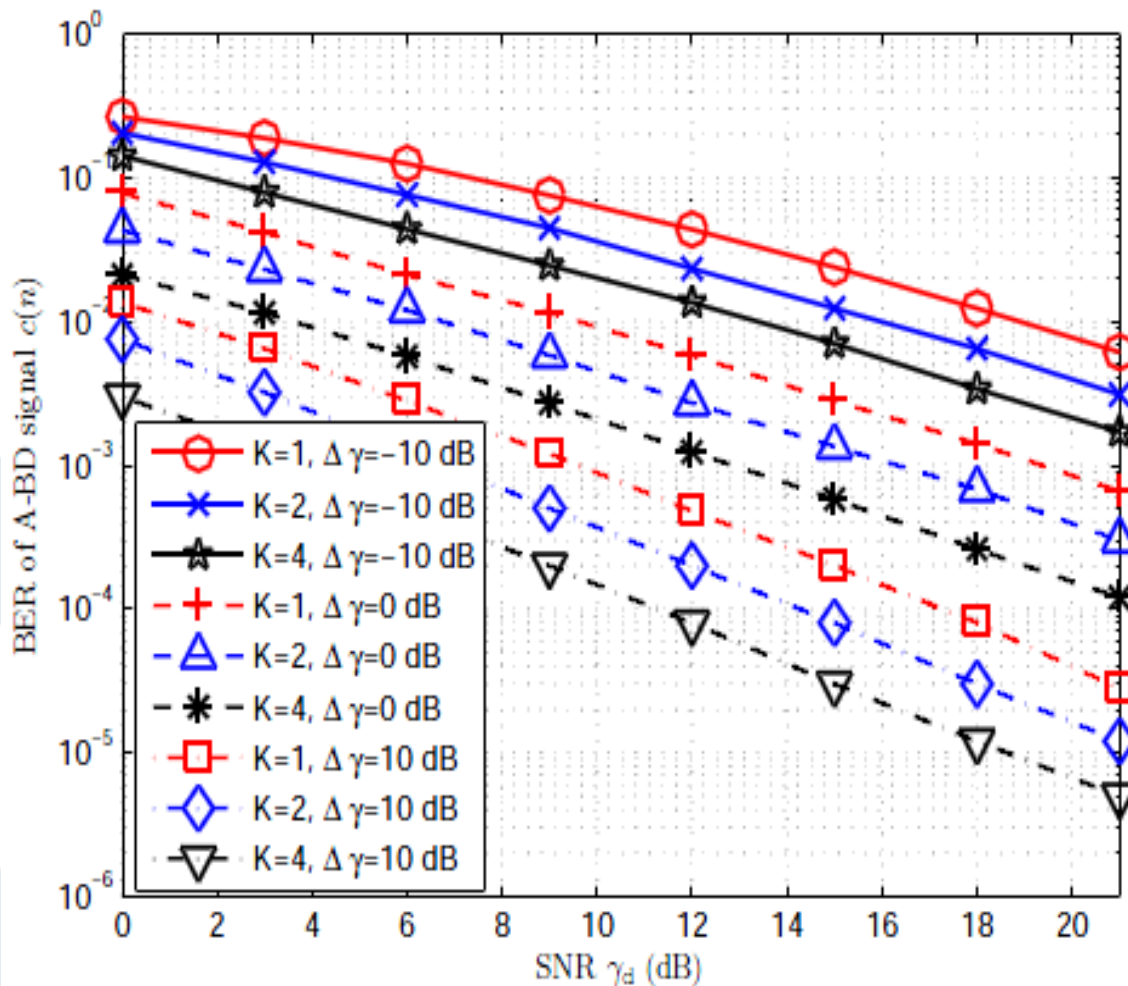 10^0
10^-1
10^-2
10^-3
10^-4
10^-5
10^-6
BER of A-BD signal c(n)
K=1, Δ γ=−10 dB
K=2, Δ γ=−10 dB
K=4, Δ γ=−10 dB
K=1, Δ γ=0 dB
K=2, Δ γ=0 dB
K=4, Δ γ=0 dB
K=1, Δ γ=10 dB
K=2, Δ γ=10 dB
K=4, Δ γ=10 dB
0 2 4 6 8 10 12 14 16 18 20
SNR γ_d (dB)